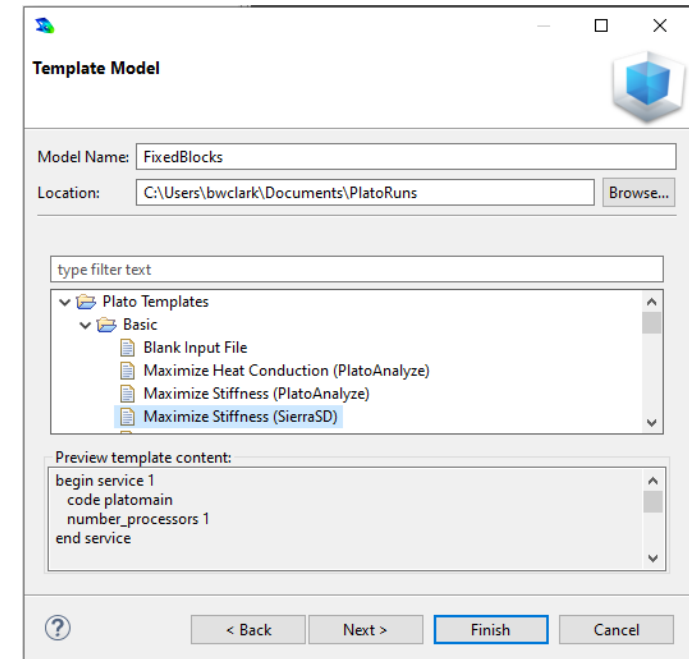 Template Model
Model Name: FixedBlocks
Location: C:\Users\bwclark\Documents\PlatoRuns Browse...
type filter text
Plato Templates
Basic
Blank Input File
Maximize Heat Conduction (PlatoAnalyze)
Maximize Stiffness (PlatoAnalyze)
Maximize Stiffness (SierraSD)
Preview template content:
begin service 1
code platomain
number_processors 1
end service
? < Back Next > Finish Cancel